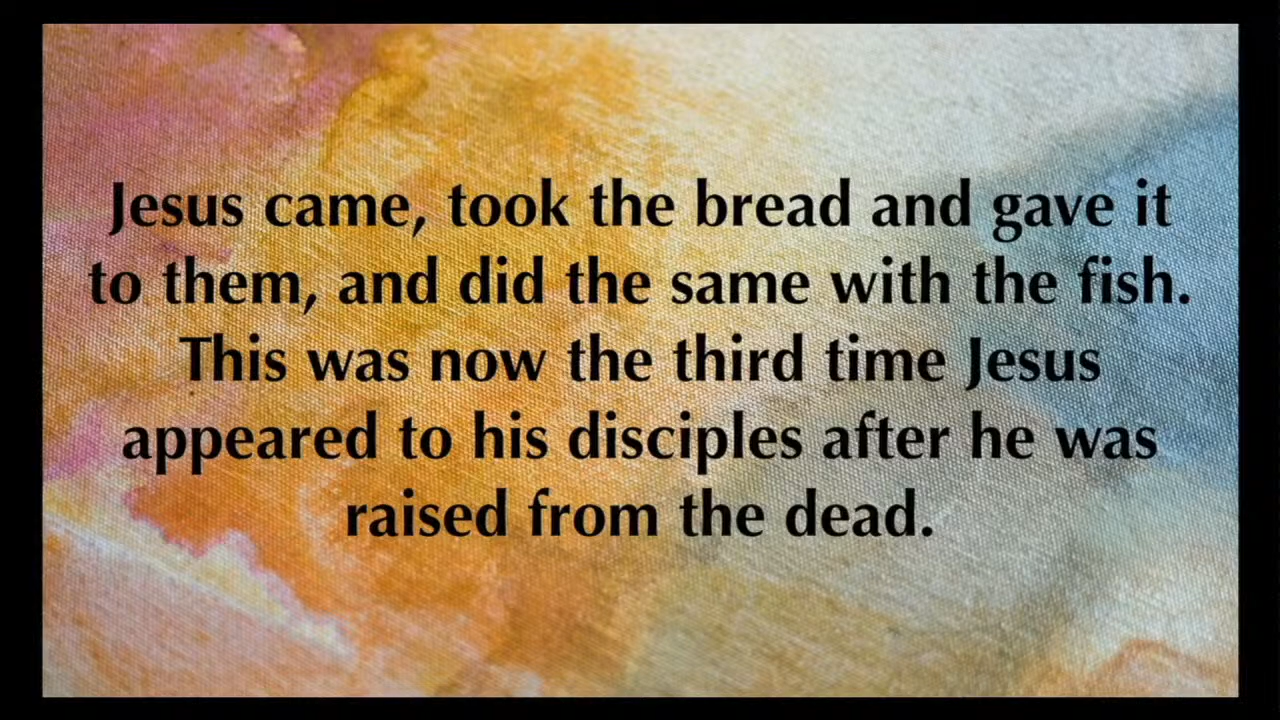 Jesus came, took the bread and gave it
to them, and did the same with the fish.
This was now the third time Jesus
appeared to his disciples after he was
raised from the dead.